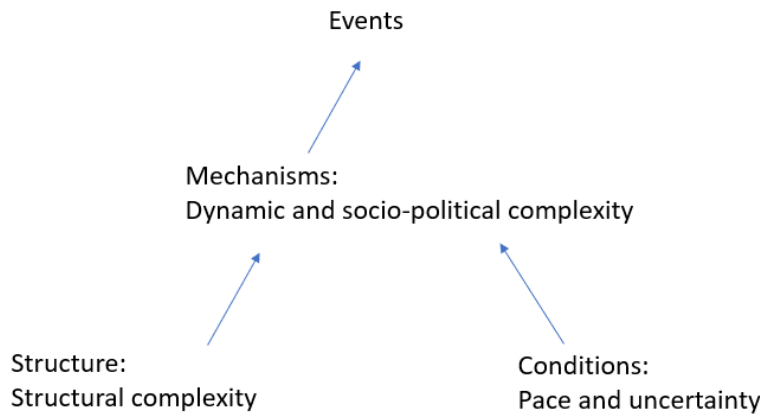 Events
Mechanisms:
Dynamic and socio-political complexity
Structure:
Structural complexity
Conditions:
Pace and uncertainty